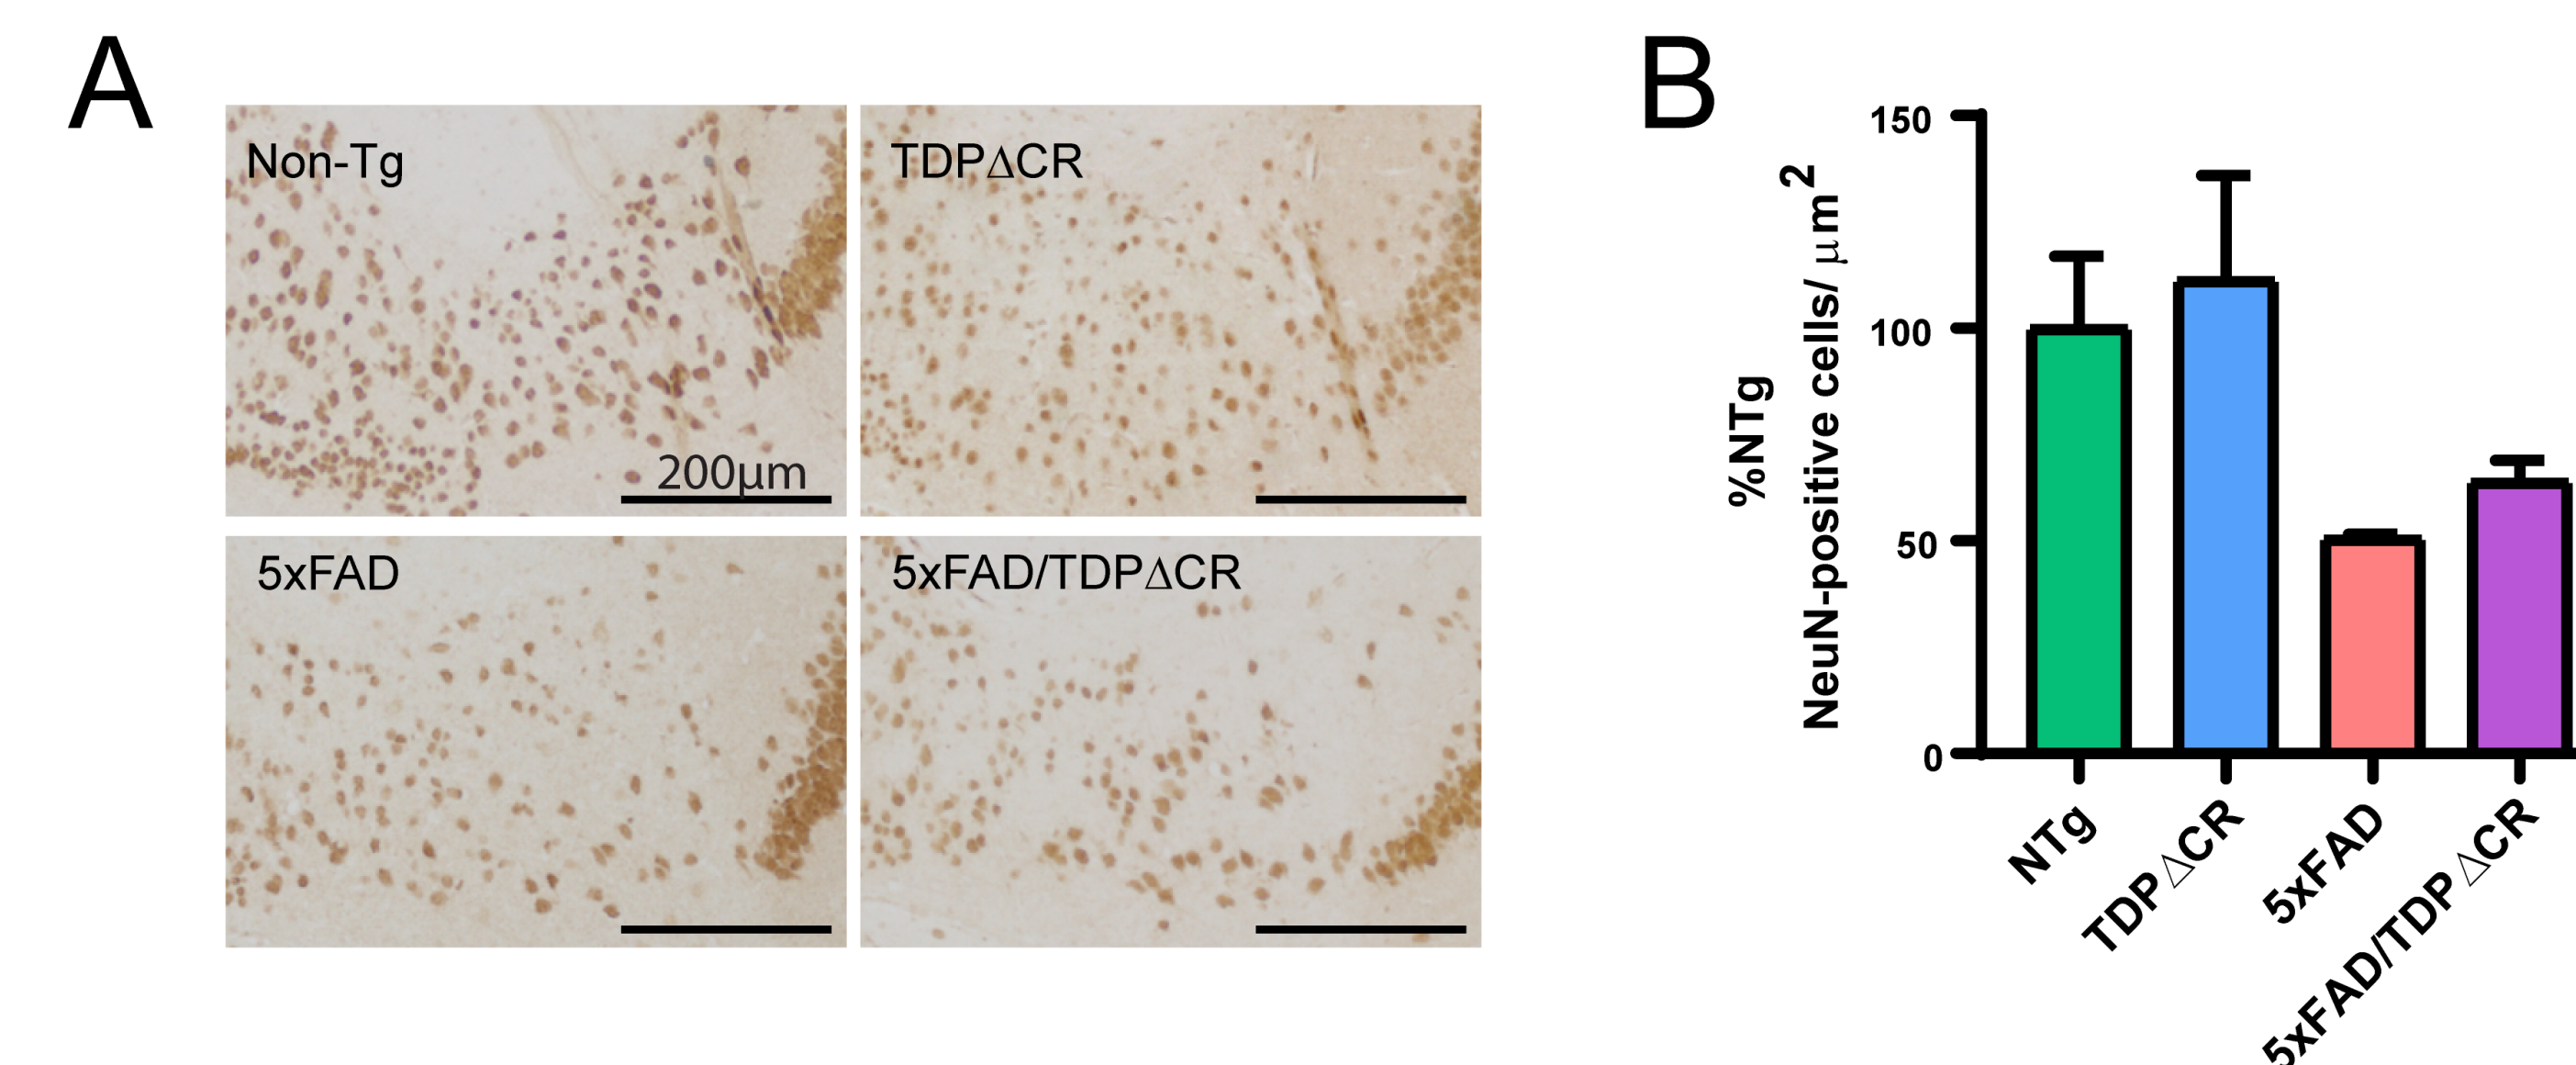 A
Non-Tg
200µm
TDPΔCR
5xFAD
5xFAD/TDPΔCR
B
%NTg
NeuN-positive cells/ µm²
150
100
50
0
NTg
TDPΔCR
5xFAD
5xFAD/TDPΔCR